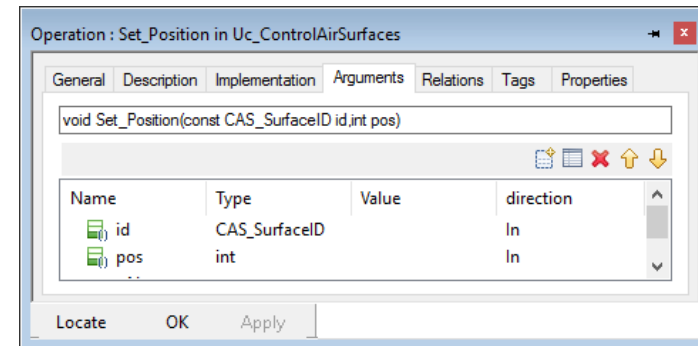 Operation : Set_Position in Uc_ControlAirSurfaces
General Description Implementation Arguments Relations Tags Properties
void Set_Position(const CAS_SurfaceID id,int pos)
Name Type Value direction
id CAS_SurfaceID In
pos int In
Locate OK Apply